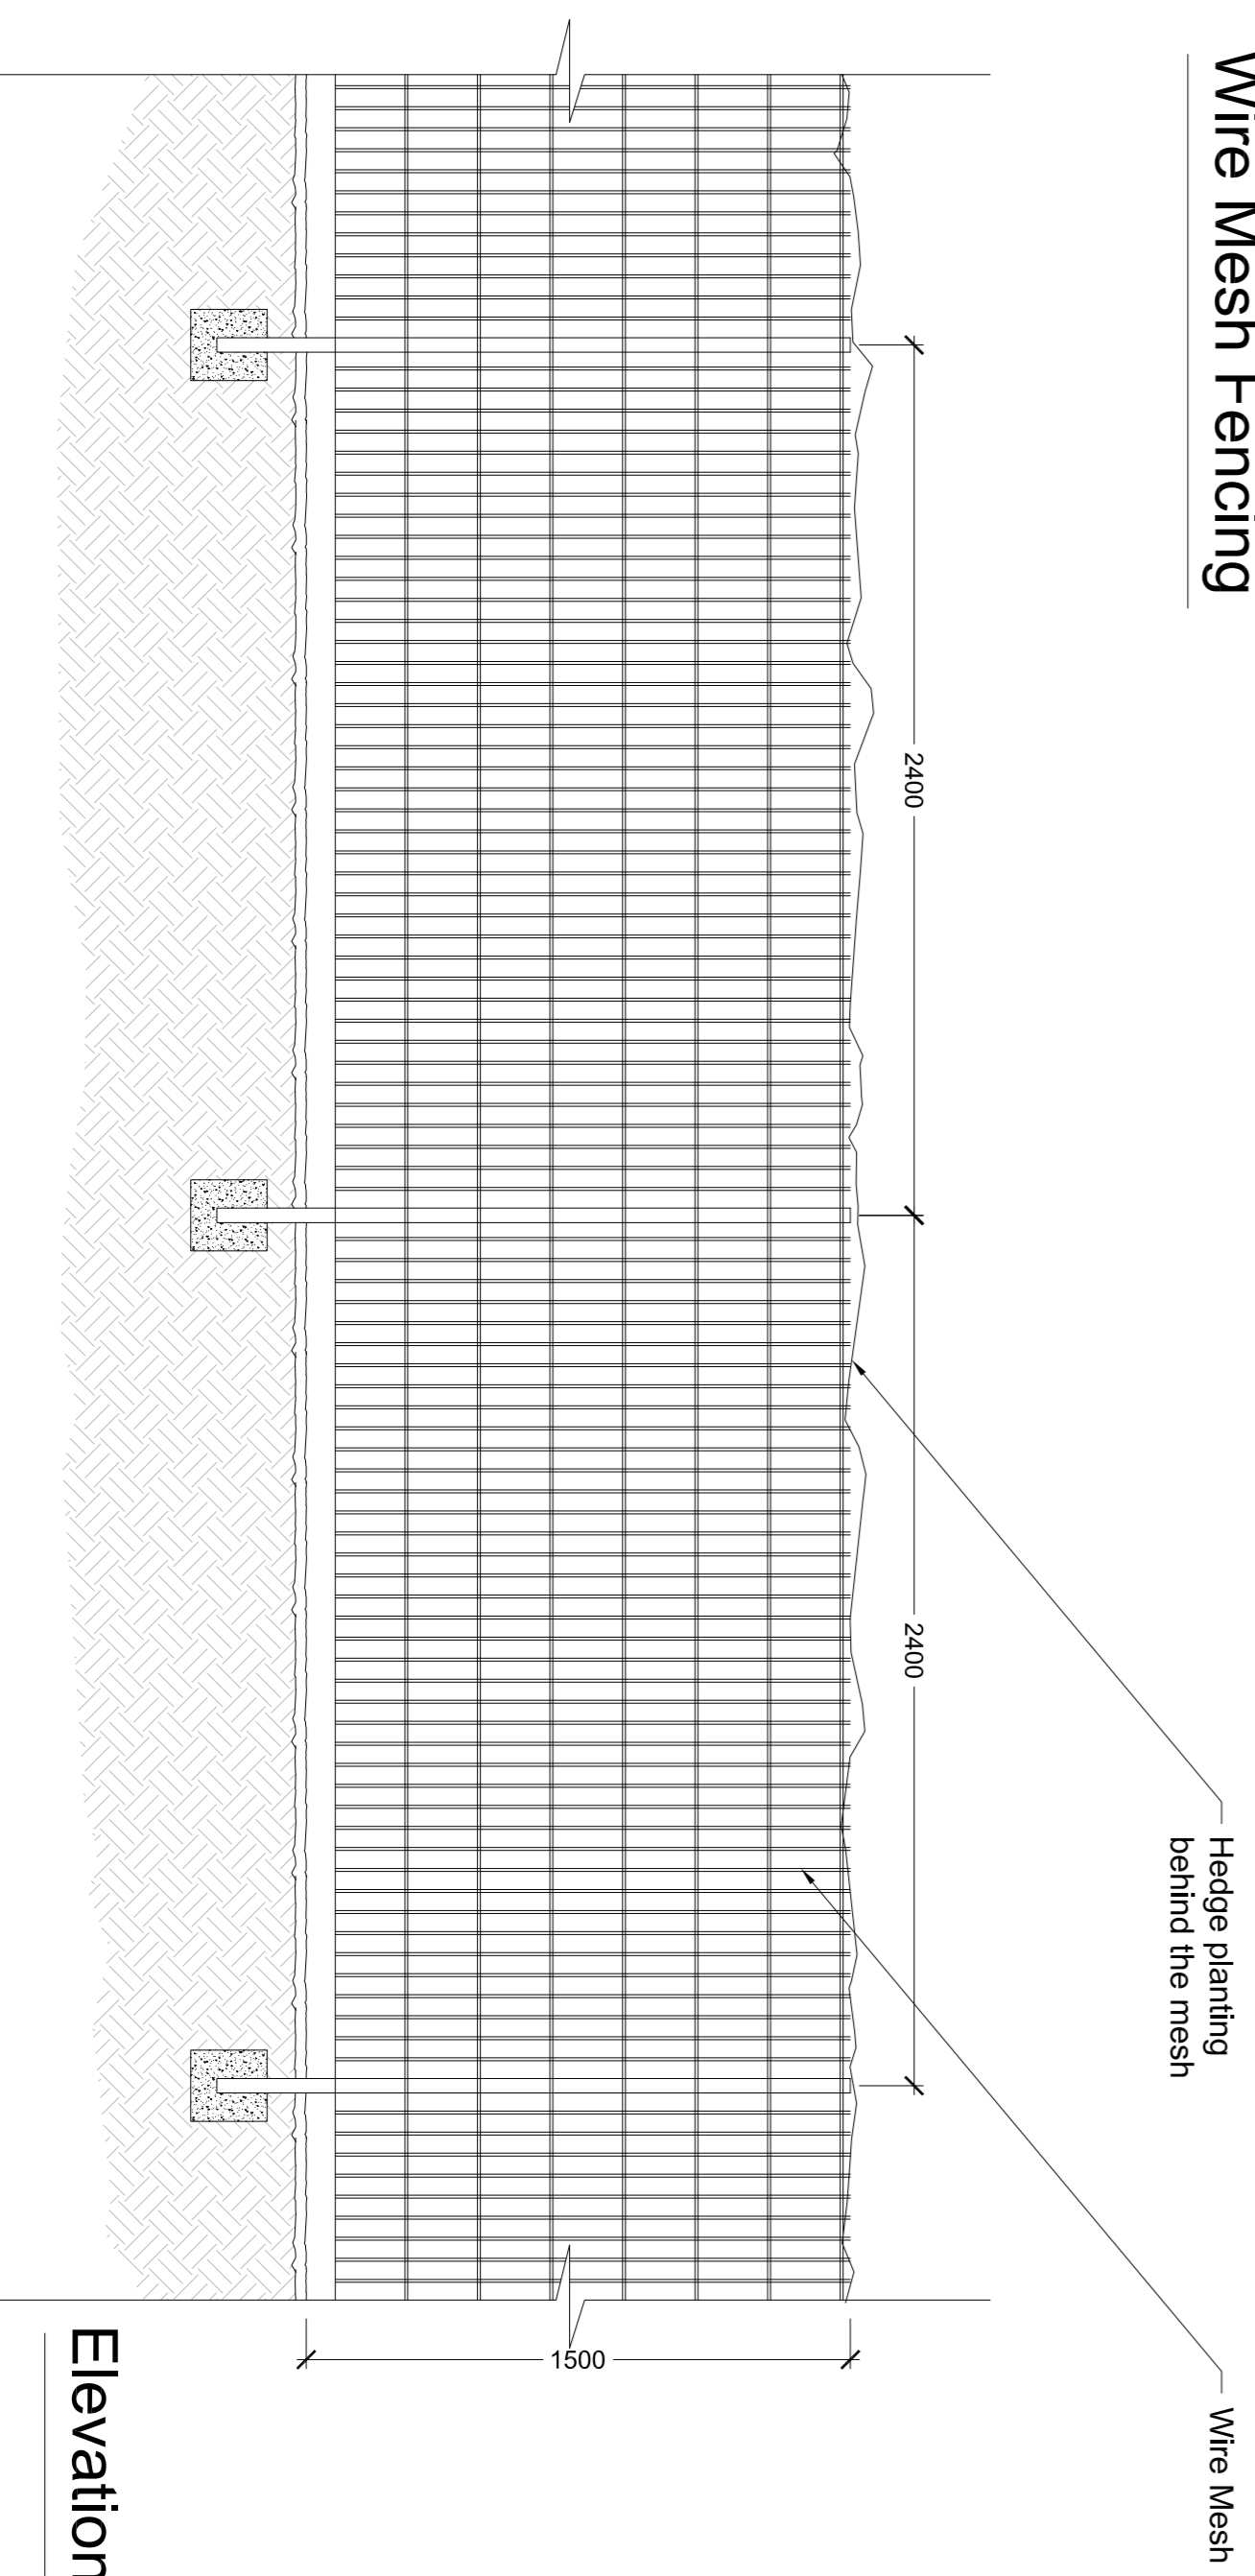 Wire Mesh Fencing
2400
2400
Hedge planting
behind the mesh
Wire Mesh
1500
Elevation